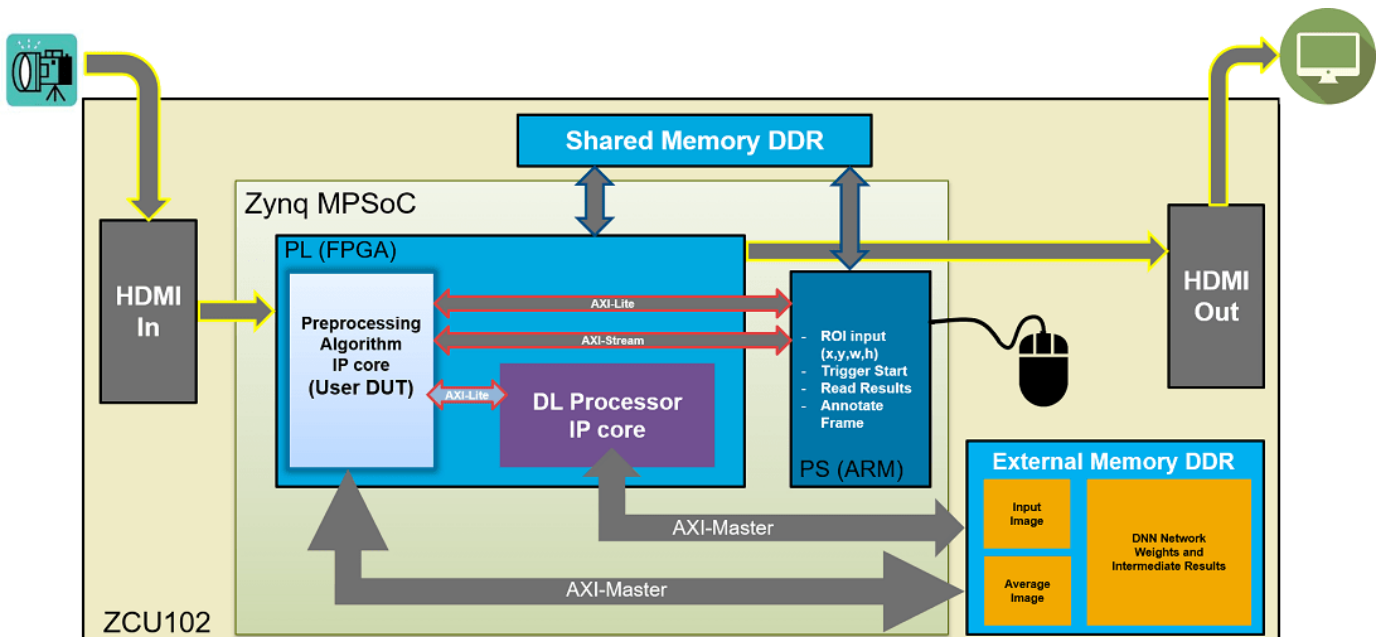 Shared Memory DDR
Zynq MPSoC
PL (FPGA)
HDMI
In
Preprocessing
Algorithm
IP core
(User DUT)
AXI-Lite
AXI-Stream
AXI-Lite
DL Processor
IP core
- ROI input
(x,y,w,h)
- Trigger Start
- Read Results
- Annotate
Frame
PS (ARM)
HDMI
Out
External Memory DDR
Input
Image
Average
Image
DNN Network
Weights and
Intermediate Results
AXI-Master
AXI-Master
ZCU102